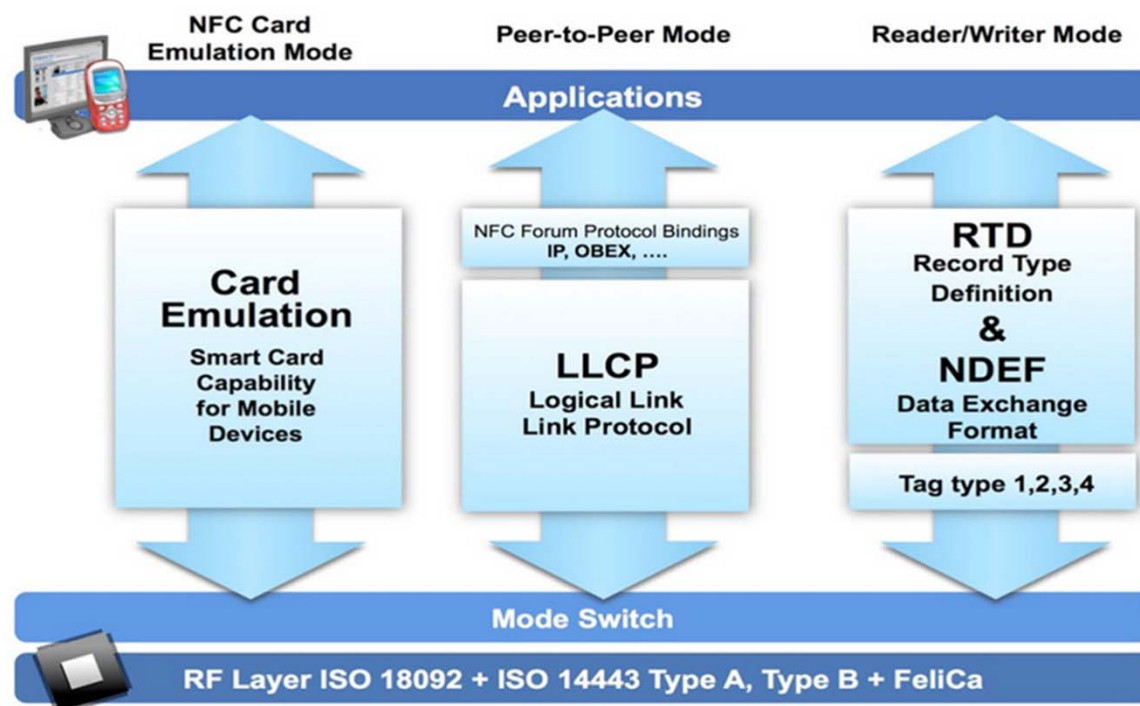 NFC Card
Emulation Mode
Peer-to-Peer Mode
Reader/Writer Mode
Applications
Card
Emulation
Smart Card
Capability
for Mobile
Devices
NFC Forum Protocol Bindings
IP, OBEX, ....
LLCP
Logical Link
Link Protocol
RTD
Record Type
Definition
&
NDEF
Data Exchange
Format
Tag type 1,2,3,4
Mode Switch
RF Layer ISO 18092 + ISO 14443 Type A, Type B + FeliCa